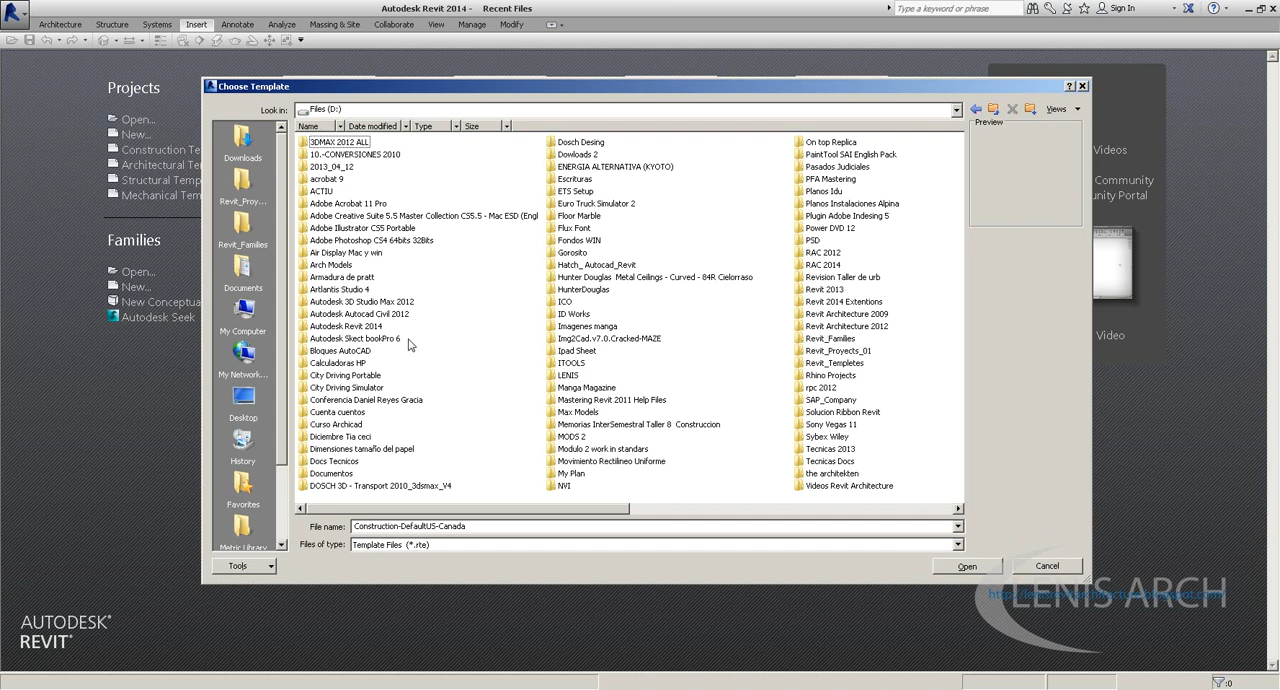 Autodesk Revit 2014 - Recent Files
Type a keyword or phrase
Sign In
Architecture Structure Systems Insert Annotate Analyze Massing & Site Collaborate View Manage Modify
Projects
Open...
New...
Construction Te
Architectural Temp
Structural Temp
Mechanical Tem
Families
Open...
New...
New Conceptua
Autodesk Seek
Choose Template
Look in:
Files (D:)
Views
Name Date modified Type Size
Preview
Downloads
Revit_Proy...
Revit_Families
Documents
My Computer
My Network...
Desktop
History
Favorites
Metric Library
3DMAX 2012 ALL
10.-CONVERSIONES 2010
2013_04_12
acrobat 9
ACTIU
Adobe Acrobat 11 Pro
Adobe Creative Suite 5.5 Master Collection CS5.5 - Mac ESD (Engl
Adobe Illustrator CS5 Portable
Adobe Photoshop CS4 64bits 32Bits
Air Display Mac y win
Arch Models
Armadura de pratt
Artlantis Studio 4
Autodesk 3D Studio Max 2012
Autodesk Autocad Civil 2012
Autodesk Revit 2014
Autodesk Skect bookPro 6
Bloques AutoCAD
Calculadoras HP
City Driving Portable
City Driving Simulator
Conferencia Daniel Reyes Gracia
Cuenta cuentos
Curso Archicad
Diciembre Tia ceci
Dimensiones tamaño del papel
Docs Tecnicos
Documentos
DOSCH 3D - Transport 2010_3dsmax_V4
Dosch Desing
Dowloads 2
ENERGIA ALTERNATIVA (KYOTO)
Escrituras
ETS Setup
Euro Truck Simulator 2
Floor Marble
Flux Font
Fondos WIN
Gorosito
Hatch_ Autocad_Revit
Hunter Douglas Metal Ceilings - Curved - 84R Cielorraso
HunterDouglas
ICO
ID Works
Imagenes manga
Img2Cad.v7.0.Cracked-MAZE
Ipad Sheet
ITOOLS
LENIS
Manga Magazine
Mastering Revit 2011 Help Files
Max Models
Memorias InterSemestral Taller 8 Construccion
MODS 2
Modulo 2 work in standars
Movimiento Rectilineo Uniforme
My Plan
NVI
On top Replica
PaintTool SAI English Pack
Pasados Judiciales
PFA Mastering
Planos Idu
Planos Instalaciones Alpina
Plugin Adobe Indesing 5
Power DVD 12
PSD
RAC 2012
RAC 2014
Revision Taller de urb
Revit 2013
Revit 2014 Extentions
Revit Architecture 2009
Revit Architecture 2012
Revit_Families
Revit_Proyects_01
Revit_Templetes
Rhino Projects
rpc 2012
SAP_Company
Solucion Ribbon Revit
Sony Vegas 11
Sybex Wiley
Tecnicas 2013
Tecnicas Docs
the architekten
Videos Revit Architecture
File name:
Construction-DefaultUS-Canada
Files of type:
Template Files (*.rte)
Tools
Open
Cancel
Videos
Community
unity Portal
Video
AUTODESK®
REVIT®
LENIS ARCH
:0